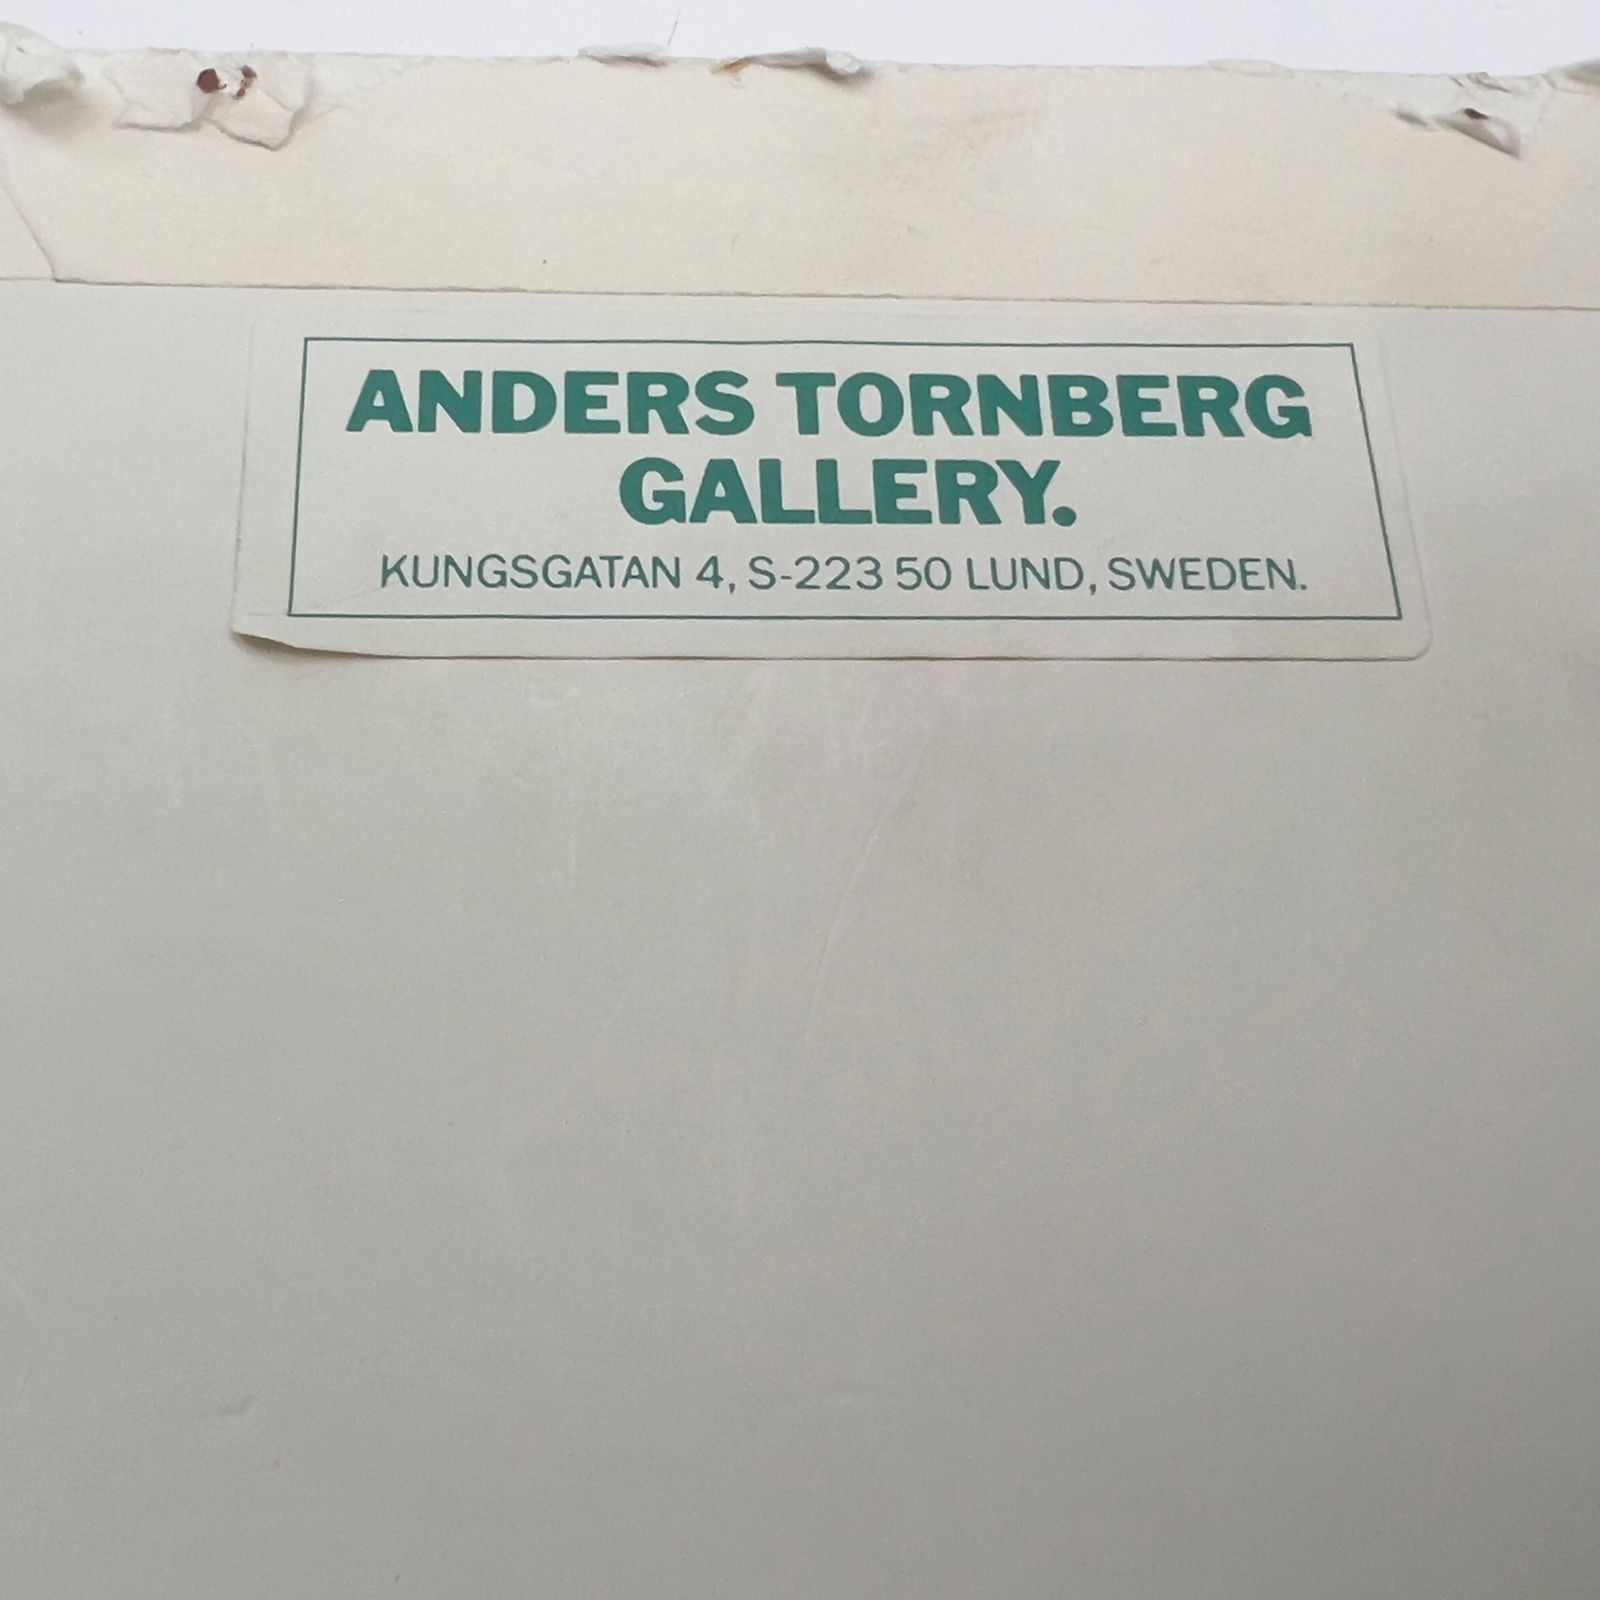 ANDERS TORNBERG
GALLERY.
KUNGSGATAN 4, S-223 50 LUND, SWEDEN.